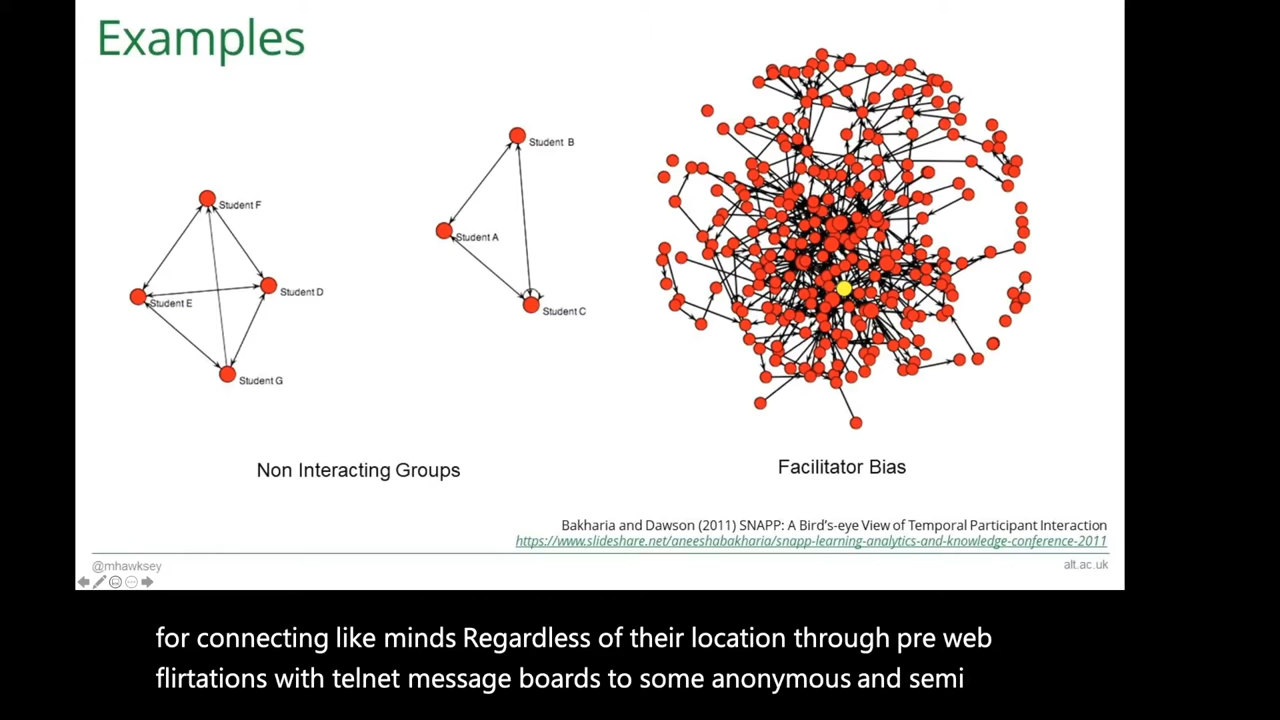 Examples
Student B
Student F
Student A
Student D
Student E
Student C
Student G
Non Interacting Groups
Facilitator Bias
Bakharia and Dawson (2011) SNAPP: A Bird's-eye View of Temporal Participant Interaction
https://www.slideshare.net/aneeshabakharia/snapp-learning-analytics-and-knowledge-conference-2011
@mhawksey
alt.ac.uk
for connecting like minds Regardless of their location through pre web
flirtations with telnet message boards to some anonymous and semi